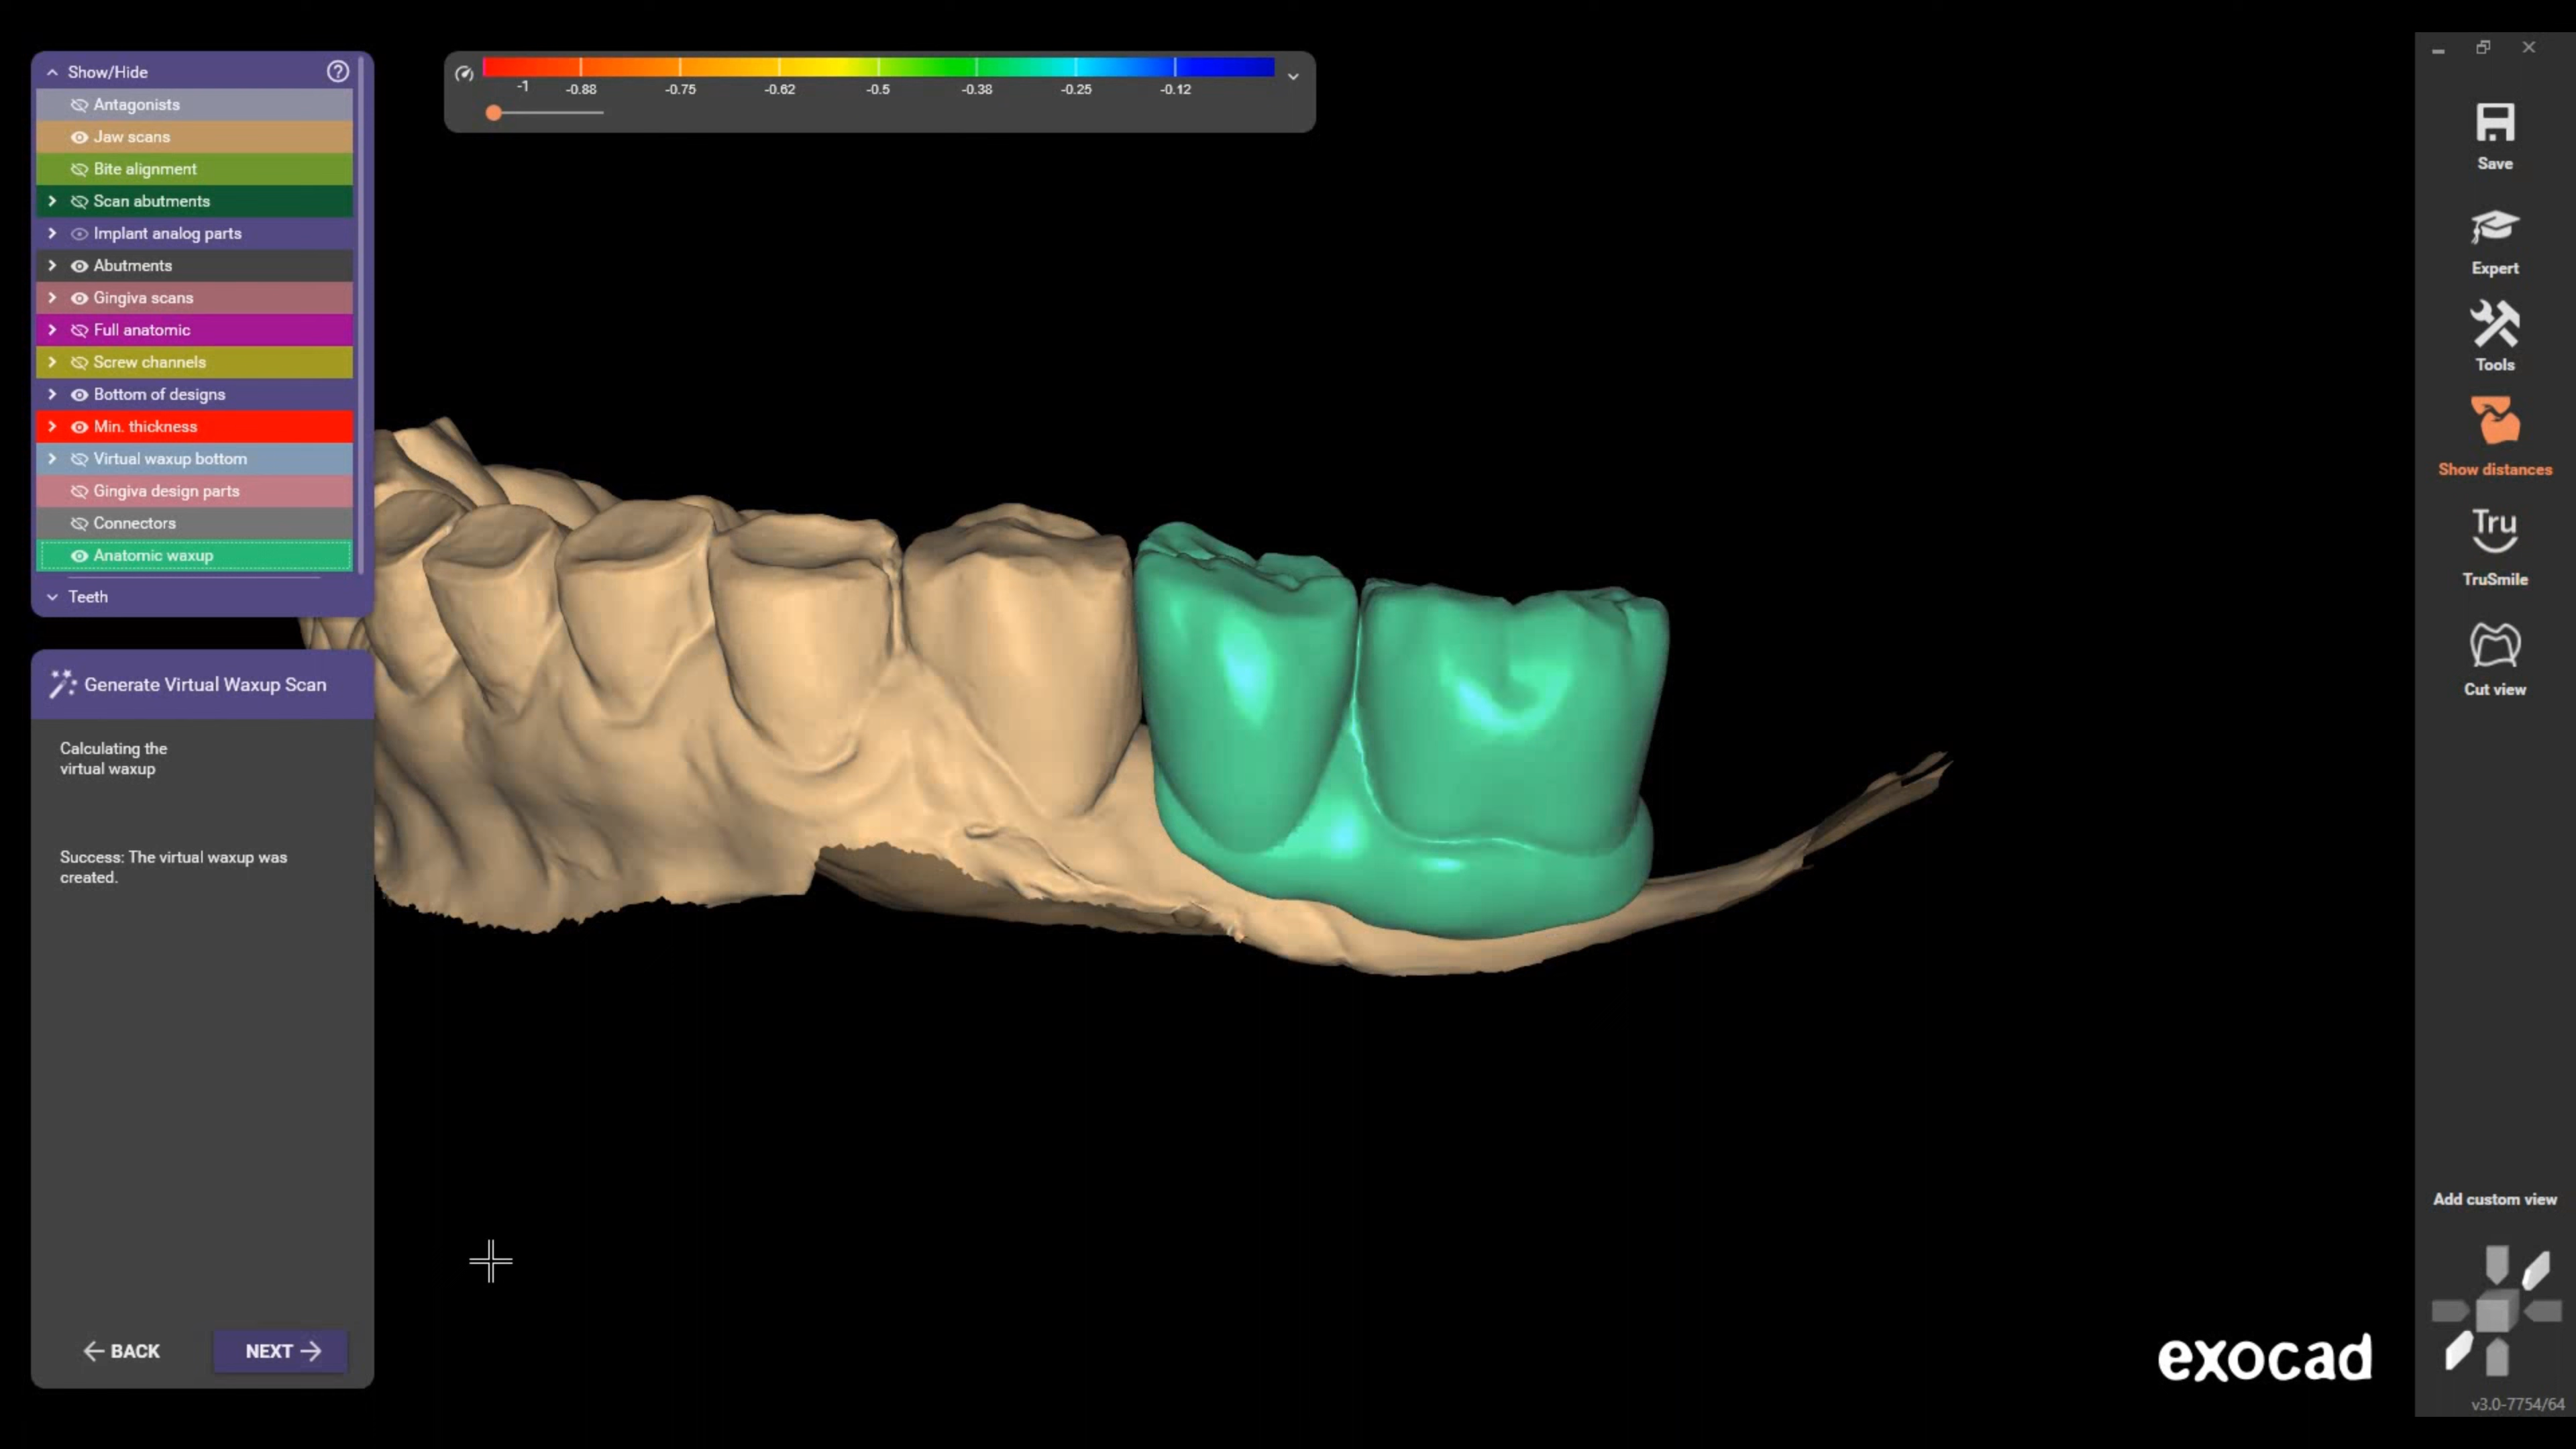 Show/Hide
Antagonists
Jaw scans
Bite alignment
Scan abutments
Implant analog parts
Abutments
Gingiva scans
Full anatomic
Screw channels
Bottom of designs
Min. thickness
Virtual waxup bottom
Gingiva design parts
Connectors
Anatomic waxup
Teeth
Generate Virtual Waxup Scan
Calculating the
virtual waxup
Success: The virtual waxup was
created.
BACK
NEXT
-1 -0.88 -0.75 -0.62 -0.5 -0.38 -0.25 -0.12
Save
Expert
Tools
Show distances
Tru
TruSmile
Cut view
Add custom view
exocad
v3.0-7754/64